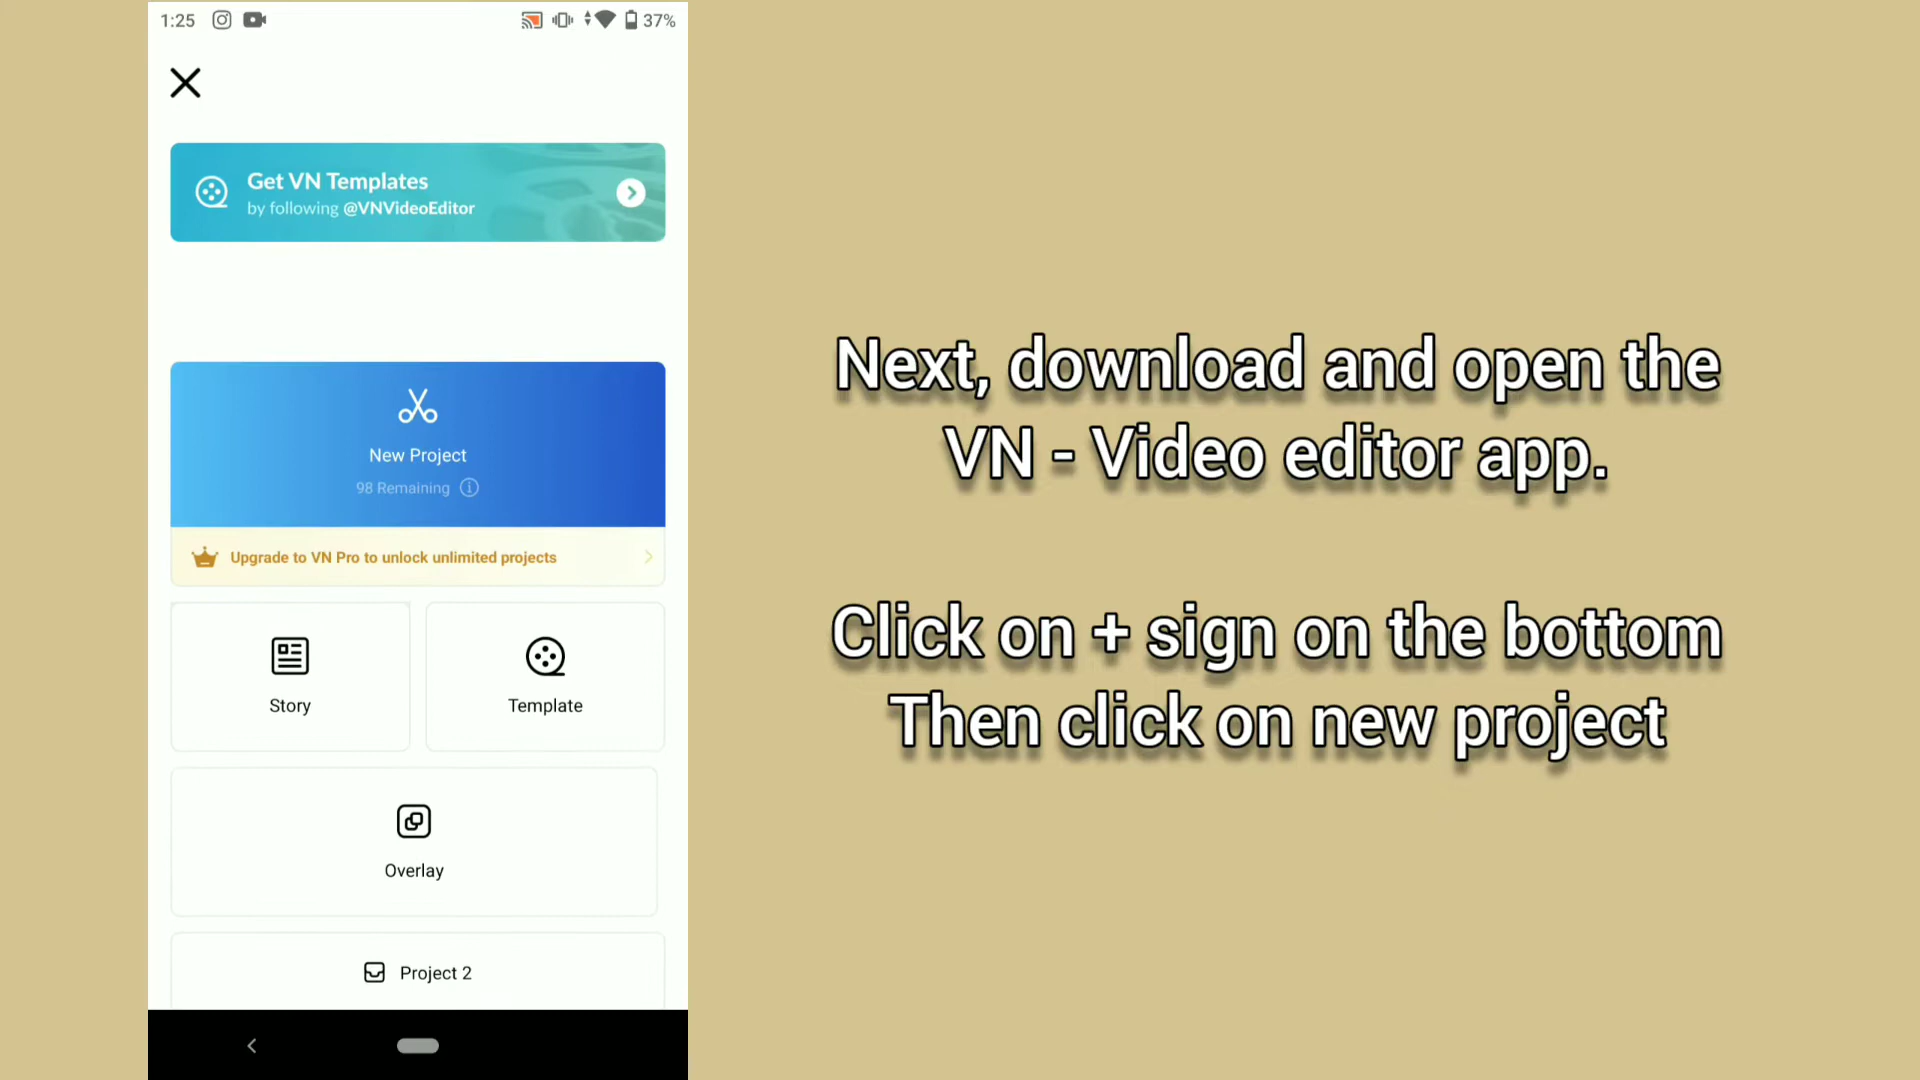 1:25
37%
Get VN Templates
by following @VNVideoEditor
New Project
98 Remaining
Upgrade to VN Pro to unlock unlimited projects
Story
Template
Overlay
Project 2
Next, download and open the
VN - Video editor app.
Click on + sign on the bottom
Then click on new project